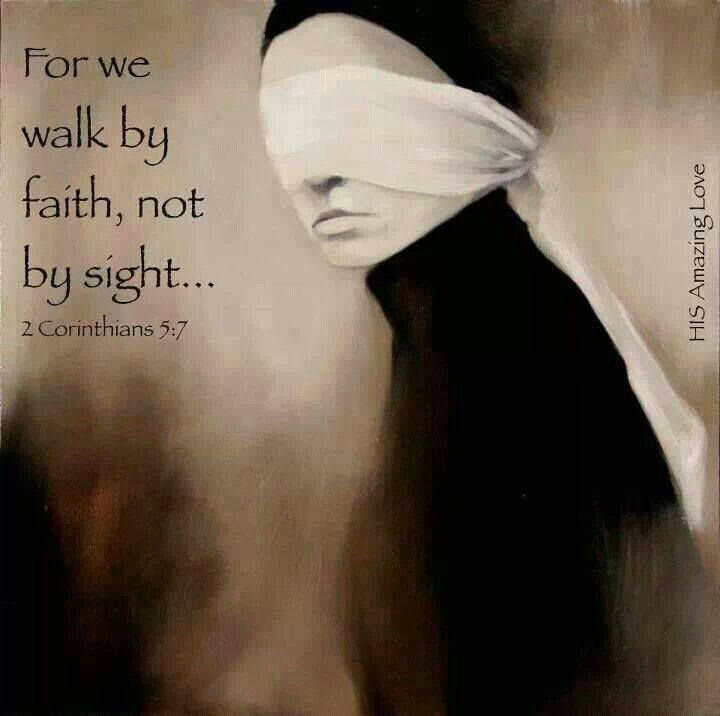 For we
walk by
faith, not
by sight...
2 Corinthians 5:7
HIS Amazing Love